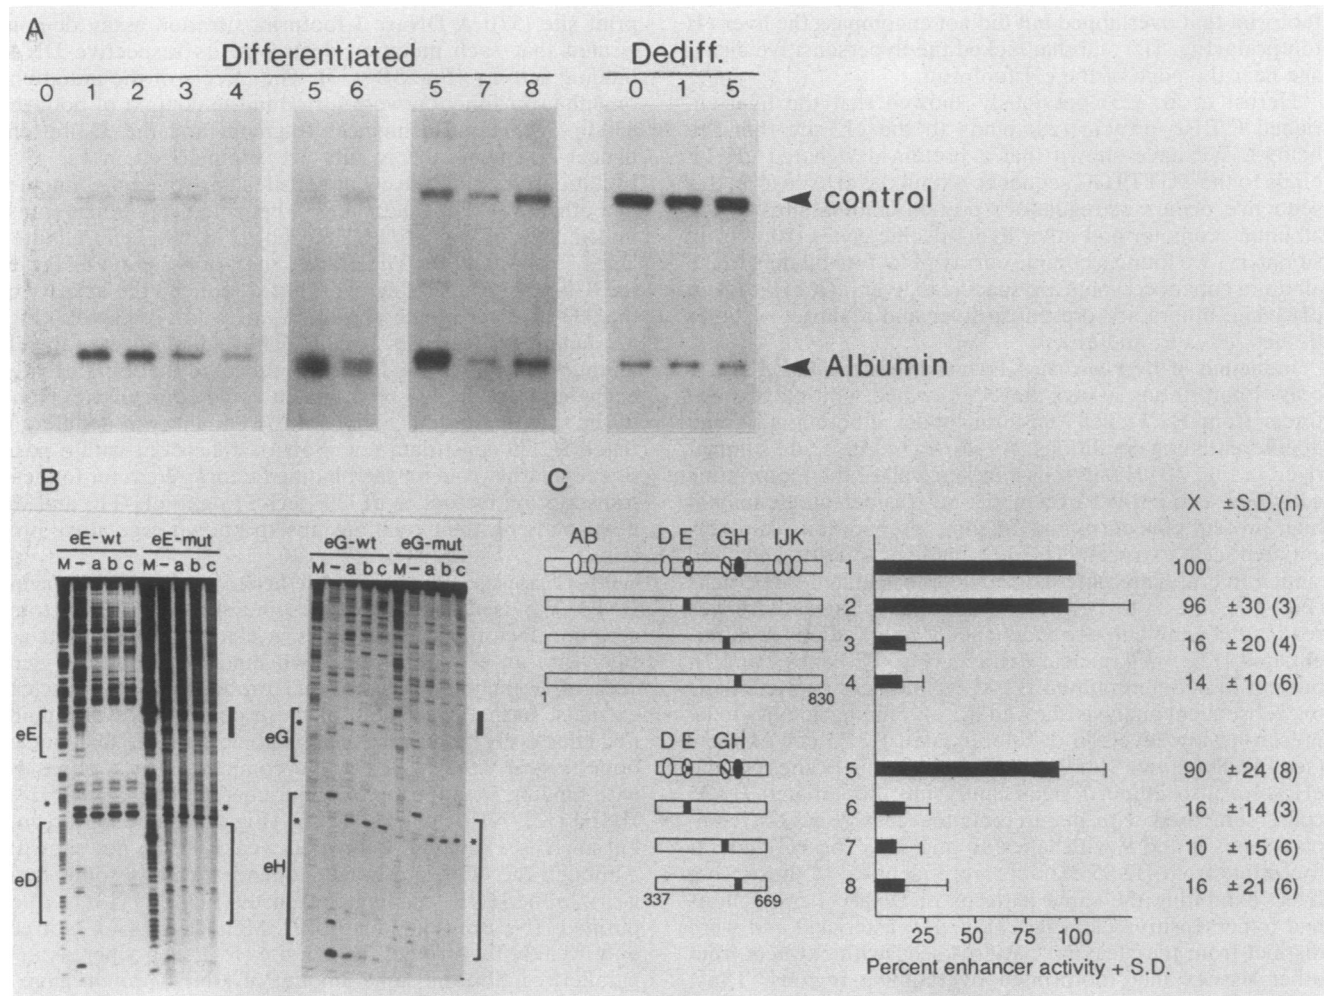 A
Differentiated Dediff.
0 1 2 3 4 5 6 5 7 8 0 1 5
control
Albumin
B
eE-wt eE-mut
M – a b c M – a b c
eG-wt eG-mut
M – a b c M – a b c
eE
*
*
eD
*
eG
*
eH
*
C
X ±S.D.(n)
AB D E GH IJK
1 100
2 96 ±30 (3)
3 16 ±20 (4)
4 14 ±10 (6)
1 830
D E GH
5 90 ±24 (8)
6 16 ±14 (3)
7 10 ±15 (6)
8 16 ±21 (6)
337 669
25 50 75 100
Percent enhancer activity + S.D.